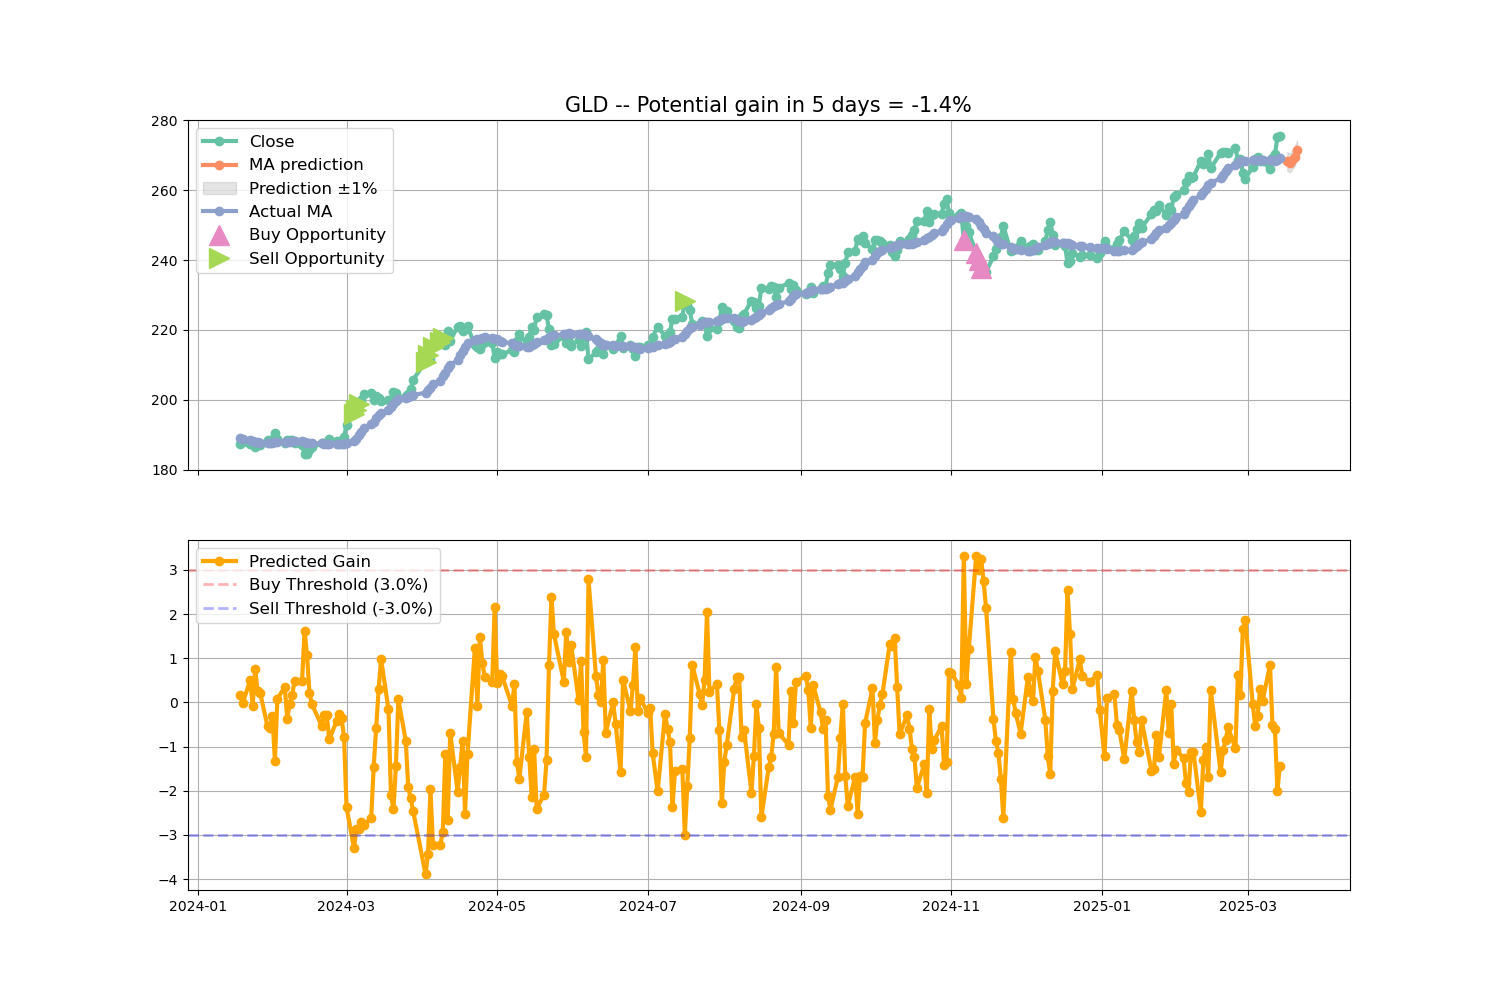 GLD -- Potential gain in 5 days = -1.4%
280
260
240
220
200
180
Close
MA prediction
Prediction ±1%
Actual MA
Buy Opportunity
Sell Opportunity
3
2
1
0
−1
−2
−3
−4
Predicted Gain
Buy Threshold (3.0%)
Sell Threshold (-3.0%)
2024-01 2024-03 2024-05 2024-07 2024-09 2024-11 2025-01 2025-03